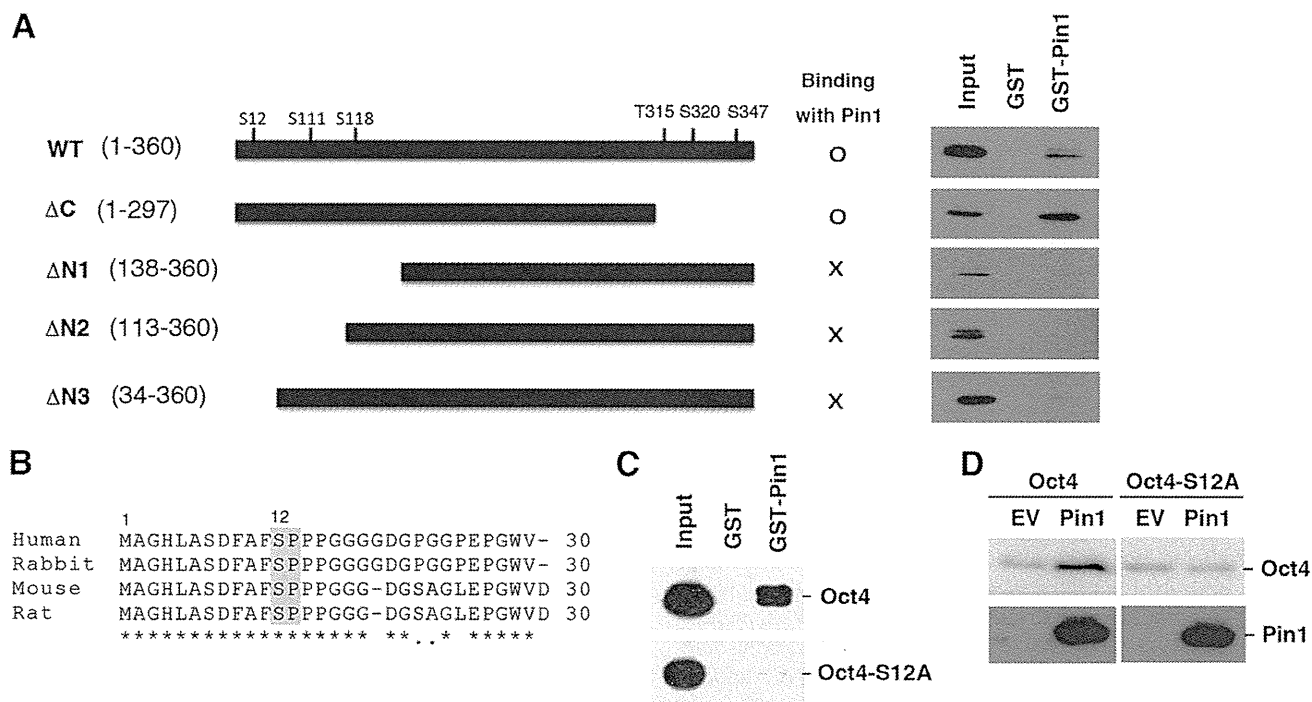 A
Binding
with Pin1
Input
GST
GST-Pin1
S12
S111
S118
T315
S320
S347
WT (1-360)
O
ΔC (1-297)
O
ΔN1 (138-360)
X
ΔN2 (113-360)
X
ΔN3 (34-360)
X
B
1 12
Human MAGHLASDFAFSPPPGGGGDGPGGPEPGWV- 30
Rabbit MAGHLASDFAFSPPPGGGGDGPGGPEPGWV- 30
Mouse MAGHLASDFAFSPPPGGG-DGSAGLEPGWVD 30
Rat MAGHLASDFAFSPPPGGG-DGSAGLEPGWVD 30
****************** **..* *****
C
Input
GST
GST-Pin1
Oct4
Oct4-S12A
D
Oct4 Oct4-S12A
EV Pin1 EV Pin1
Oct4
Pin1